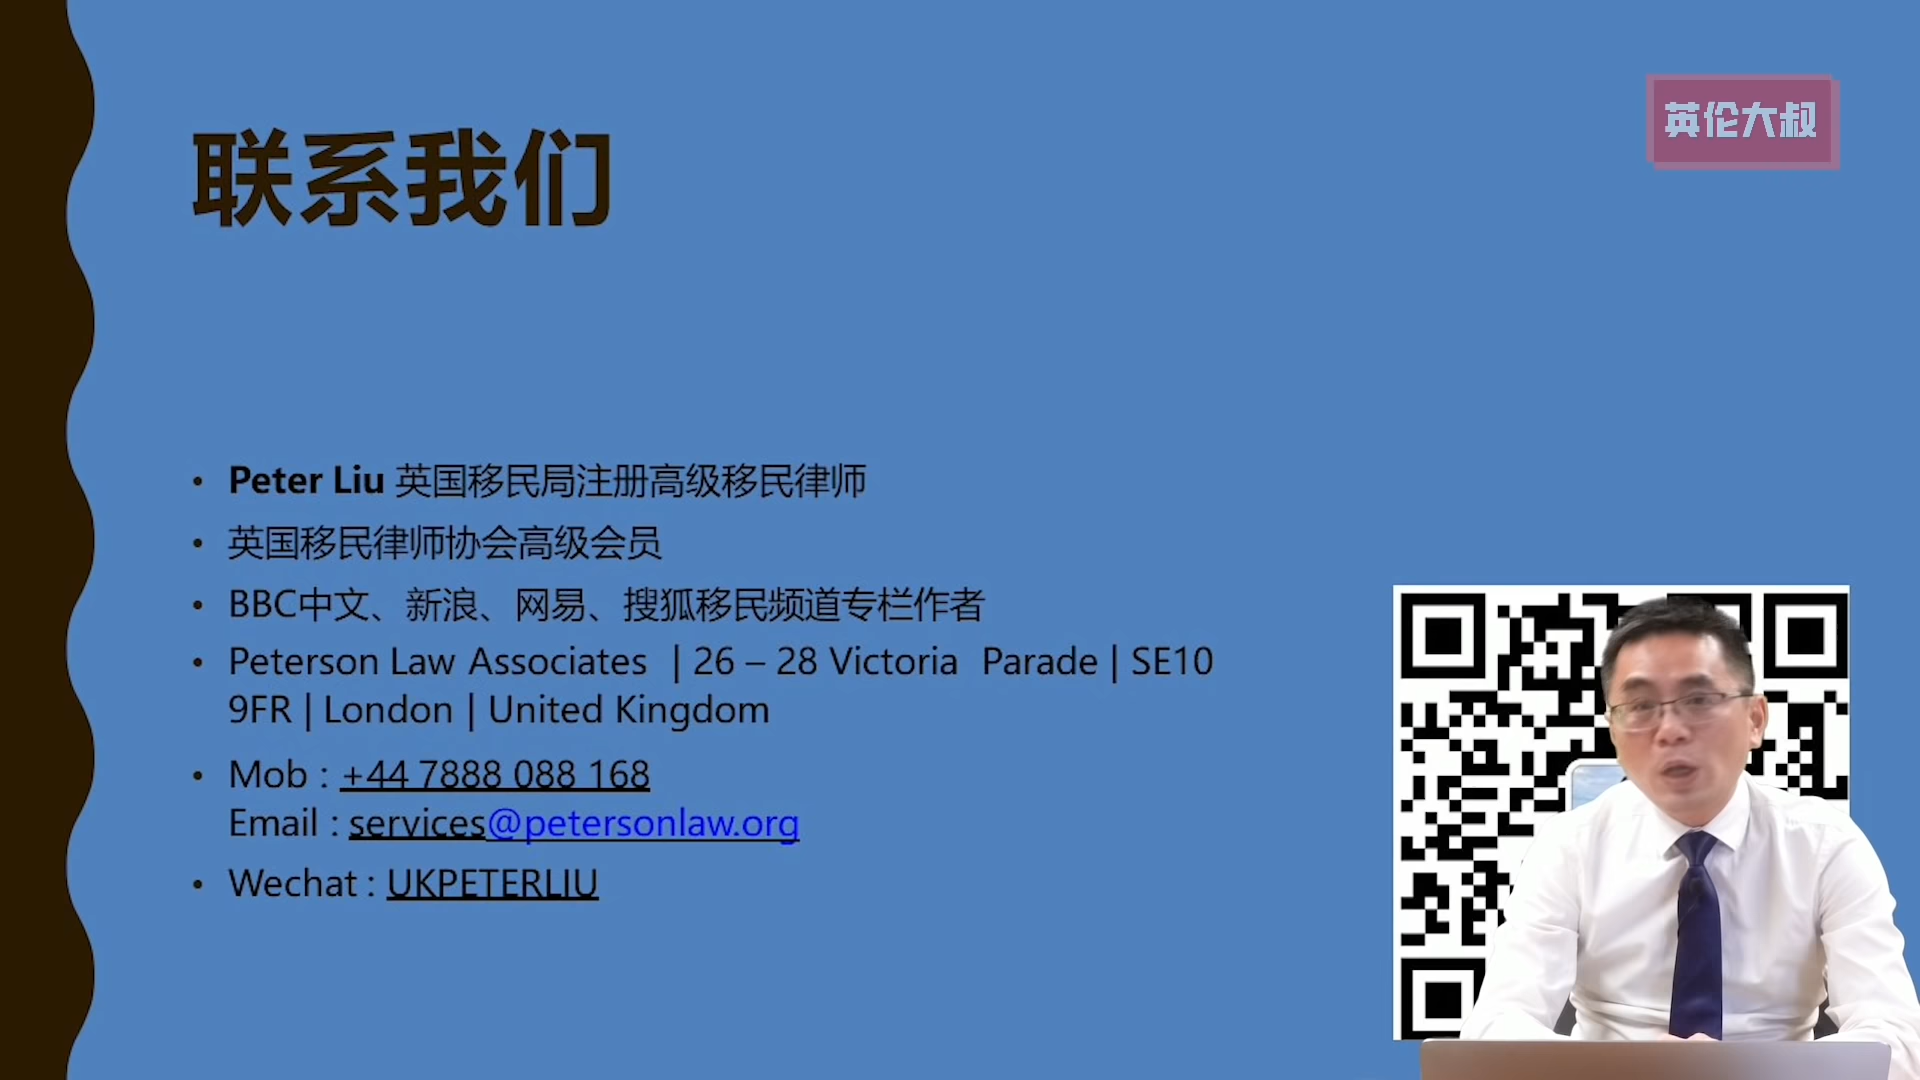 英伦大叔
联系我们
• Peter Liu 英国移民局注册高级移民律师
• 英国移民律师协会高级会员
• BBC中文、新浪、网易、搜狐移民频道专栏作者
• Peterson Law Associates | 26 – 28 Victoria Parade | SE10
9FR | London | United Kingdom
• Mob : +44 7888 088 168
Email : services@petersonlaw.org
• Wechat : UKPETERLIU